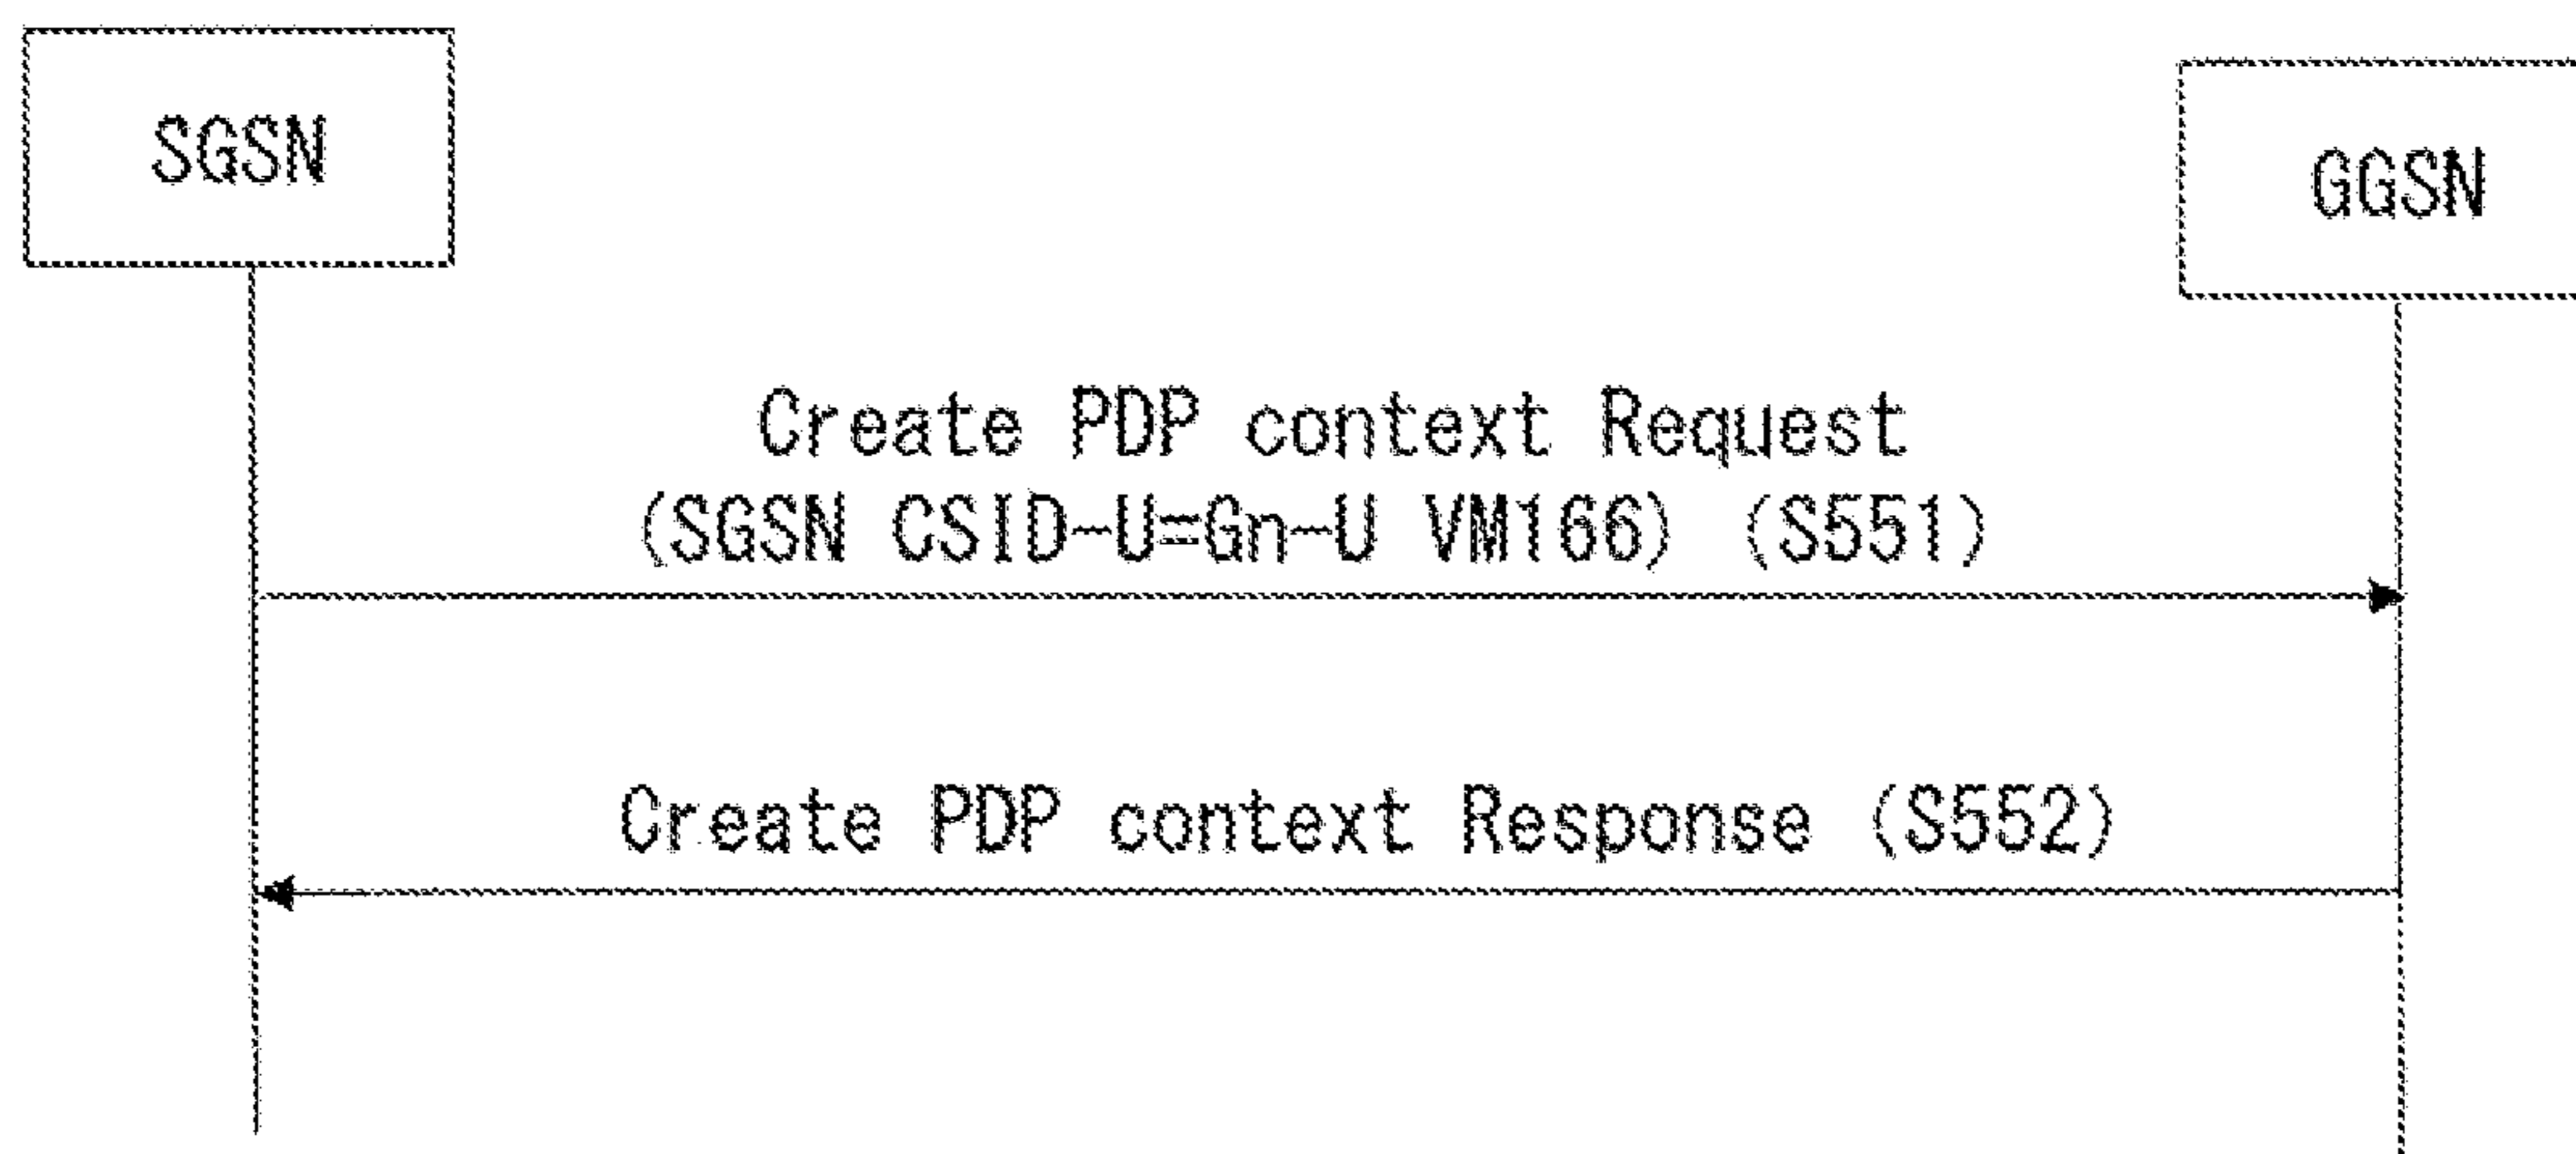 SGSN
GGSN
Create PDP context Request
(SGSN CSID-U=Gn-U VM166) (S551)
Create PDP context Response (S552)